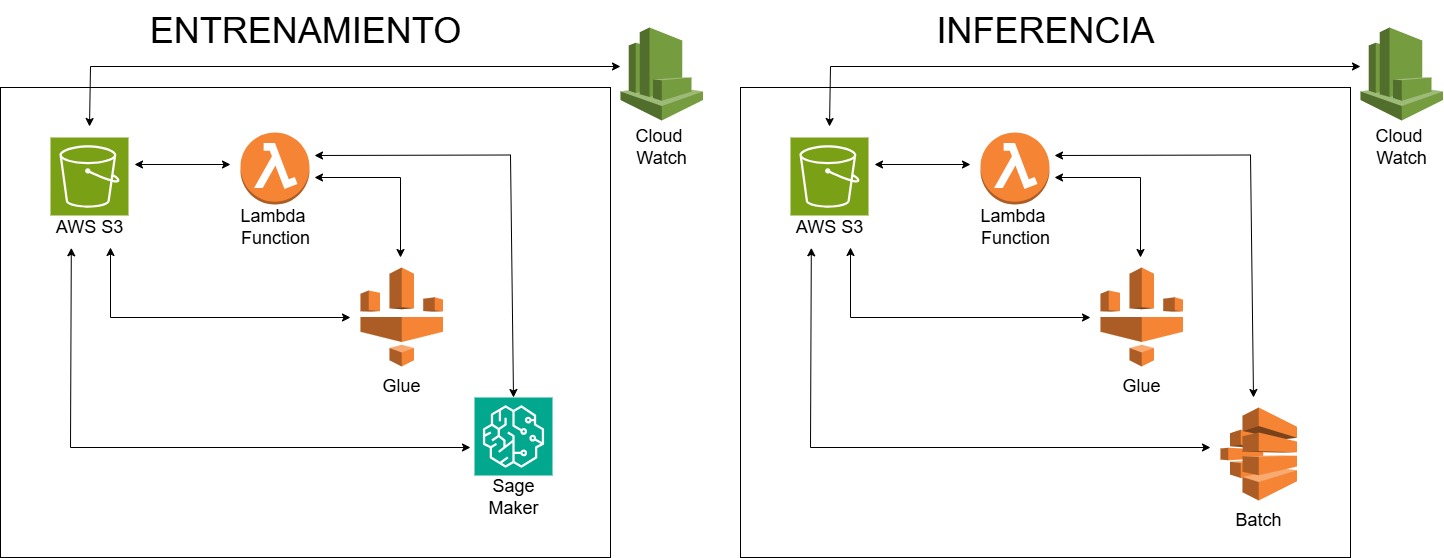 ENTRENAMIENTO
Cloud
Watch
AWS S3
Lambda
Function
Glue
Sage
Maker
INFERENCIA
Cloud
Watch
AWS S3
Lambda
Function
Glue
Batch